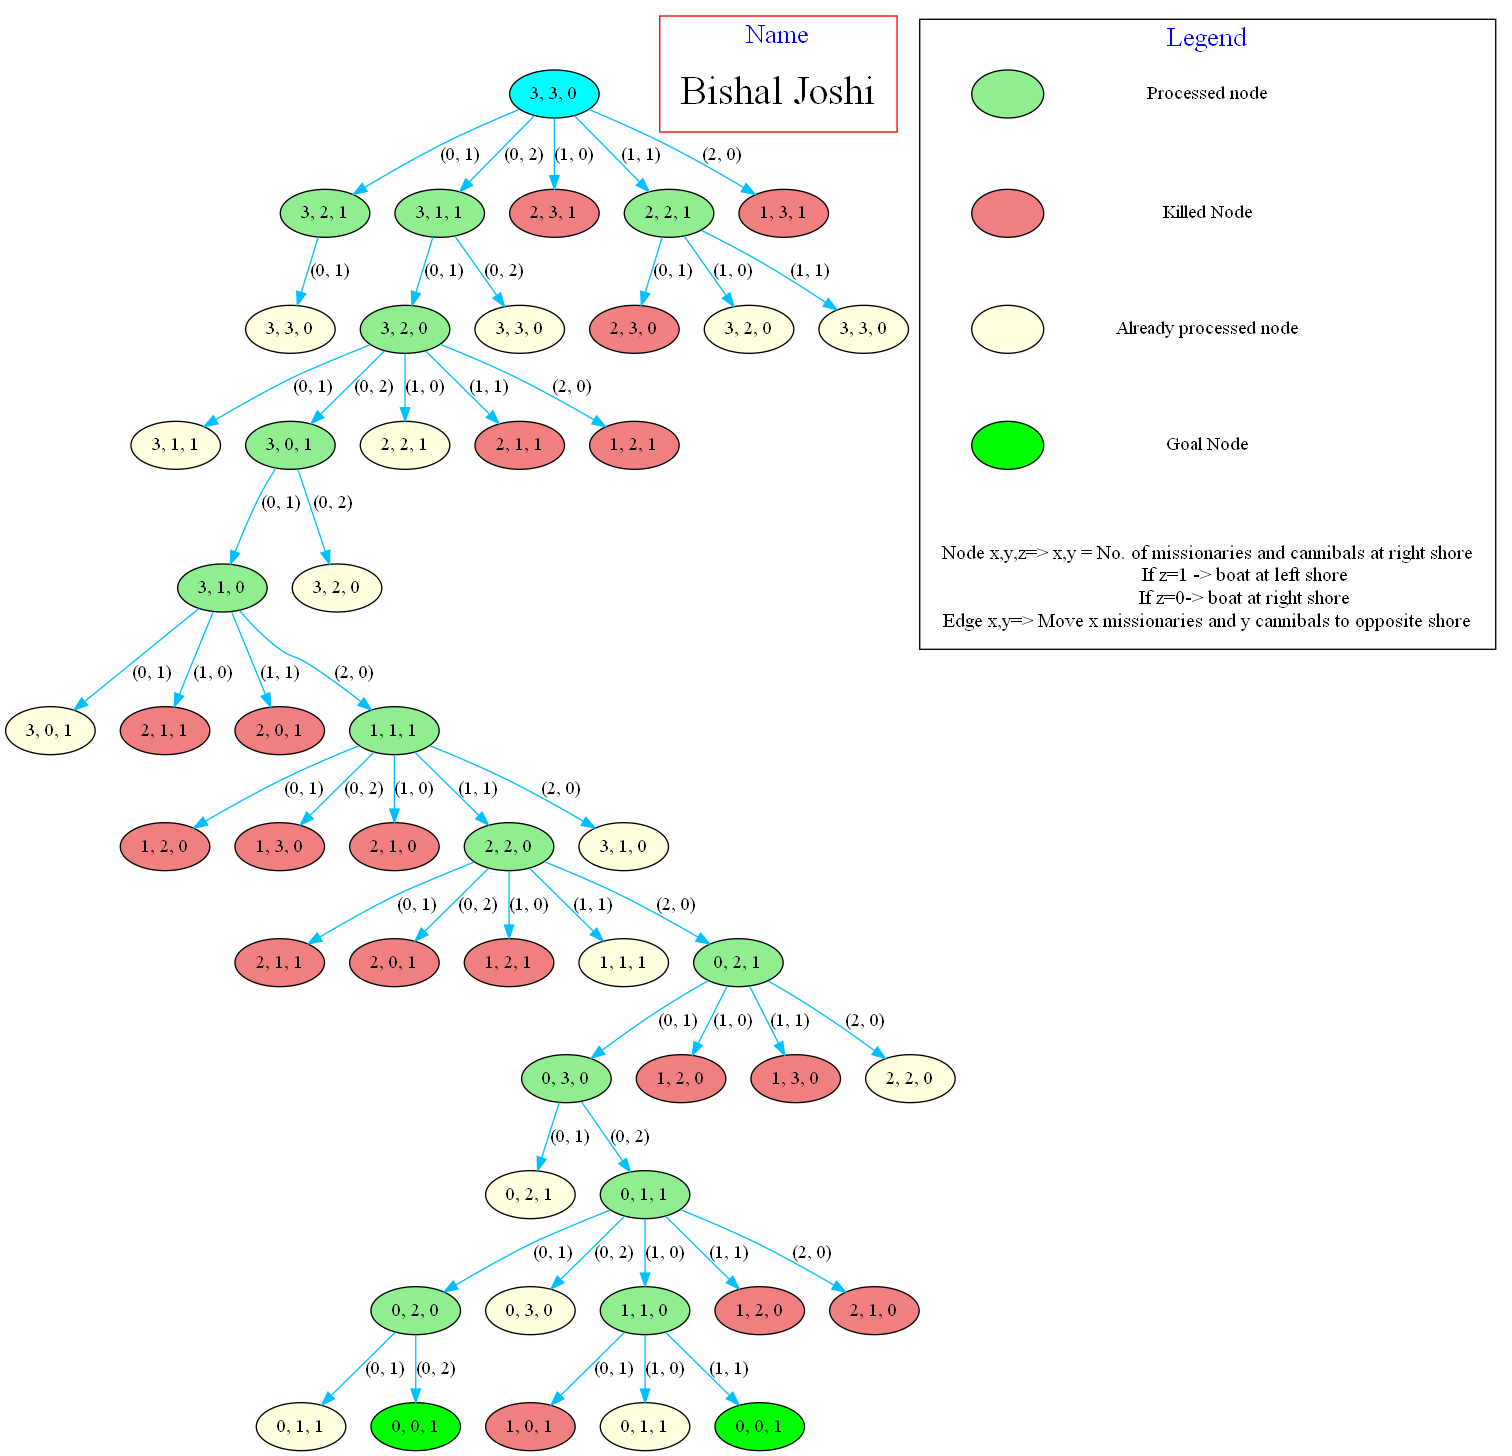 Name
Bishal Joshi
Legend
Processed node
Killed Node
Already processed node
Goal Node
Node x,y,z=> x,y = No. of missionaries and cannibals at right shore
If z=1 -> boat at left shore
If z=0-> boat at right shore
Edge x,y=> Move x missionaries and y cannibals to opposite shore
3, 3, 0
(0, 1) (0, 2) (1, 0) (1, 1) (2, 0)
3, 2, 1 3, 1, 1 2, 3, 1 2, 2, 1 1, 3, 1
(0, 1) (0, 1) (0, 2) (0, 1) (1, 0) (1, 1)
3, 3, 0 3, 2, 0 3, 3, 0 2, 3, 0 3, 2, 0 3, 3, 0
(0, 1) (0, 2) (1, 0) (1, 1) (2, 0)
3, 1, 1 3, 0, 1 2, 2, 1 2, 1, 1 1, 2, 1
(0, 1) (0, 2)
3, 1, 0 3, 2, 0
(0, 1) (1, 0) (1, 1) (2, 0)
3, 0, 1 2, 1, 1 2, 0, 1 1, 1, 1
(0, 1) (0, 2) (1, 0) (1, 1) (2, 0)
1, 2, 0 1, 3, 0 2, 1, 0 2, 2, 0 3, 1, 0
(0, 1) (0, 2) (1, 0) (1, 1) (2, 0)
2, 1, 1 2, 0, 1 1, 2, 1 1, 1, 1 0, 2, 1
(0, 1) (1, 0) (1, 1) (2, 0)
0, 3, 0 1, 2, 0 1, 3, 0 2, 2, 0
(0, 1) (0, 2)
0, 2, 1 0, 1, 1
(0, 1) (0, 2) (1, 0) (1, 1) (2, 0)
0, 2, 0 0, 3, 0 1, 1, 0 1, 2, 0 2, 1, 0
(0, 1) (0, 2) (0, 1) (1, 0) (1, 1)
0, 1, 1 0, 0, 1 1, 0, 1 0, 1, 1 0, 0, 1